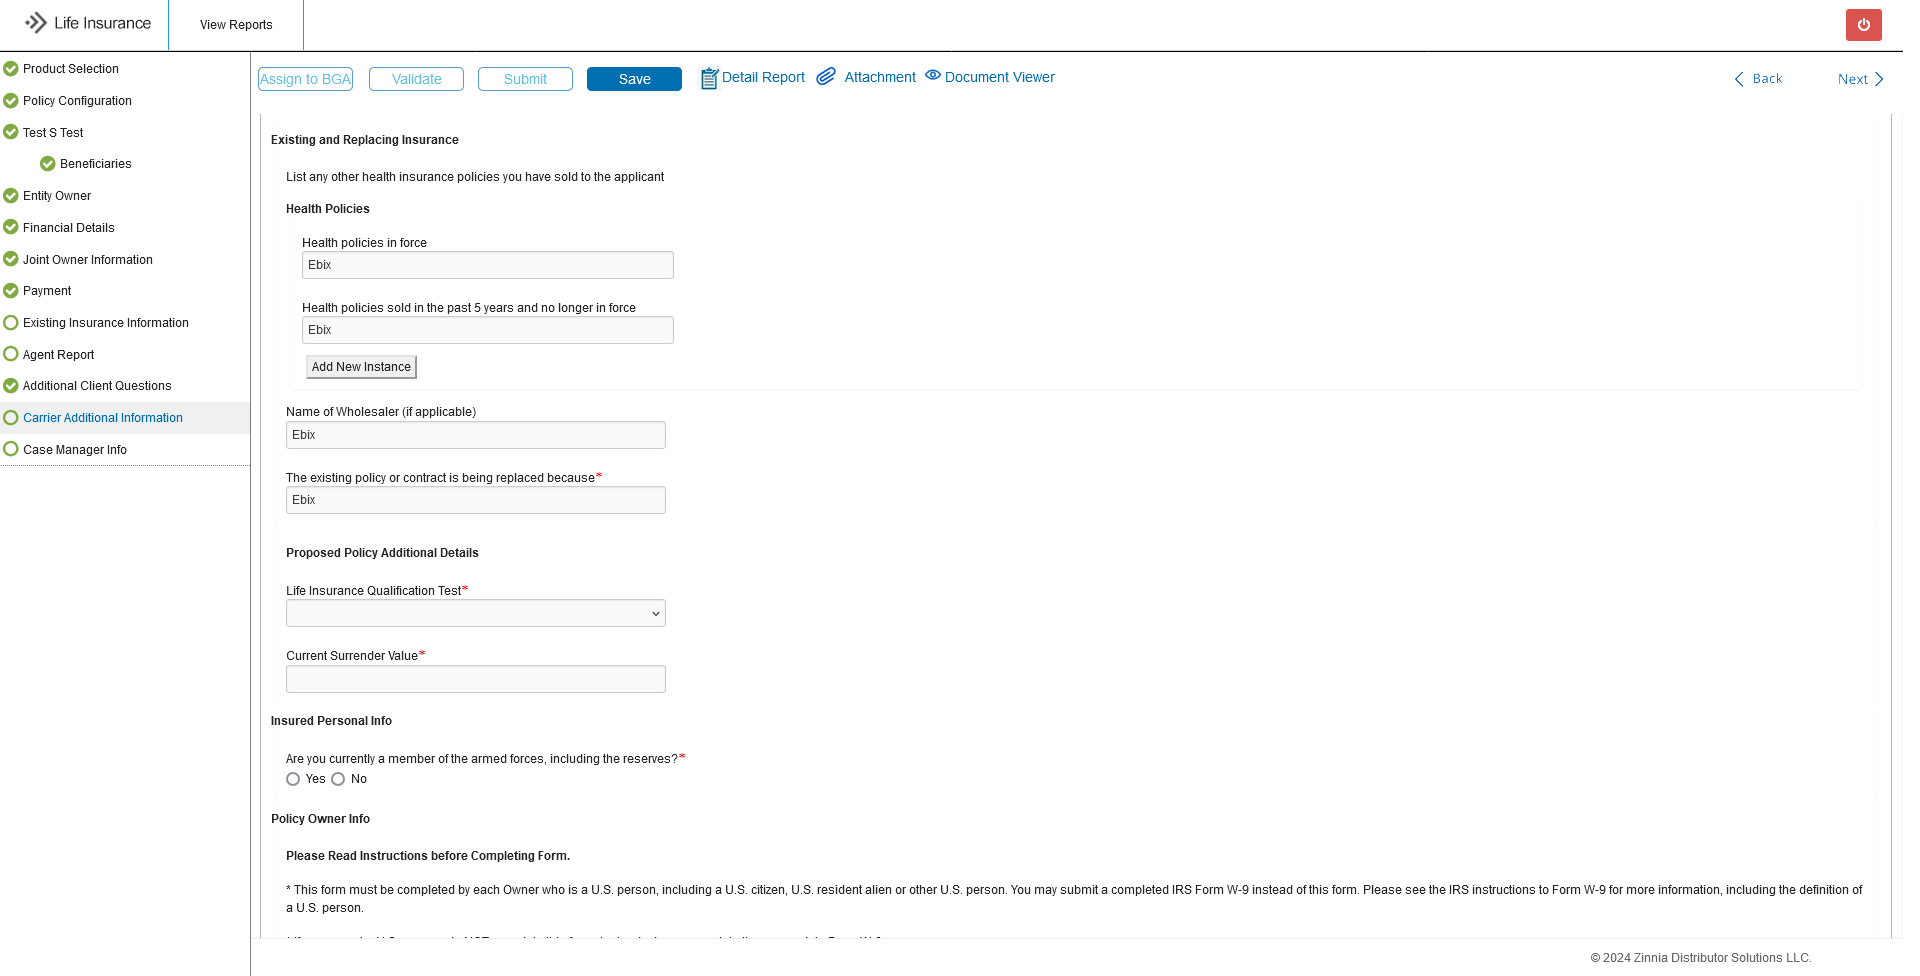 Life Insurance
View Reports
Product Selection
Policy Configuration
Test S Test
Beneficiaries
Entity Owner
Financial Details
Joint Owner Information
Payment
Existing Insurance Information
Agent Report
Additional Client Questions
Carrier Additional Information
Case Manager Info
Assign to BGA Validate Submit Save Detail Report Attachment Document Viewer Back Next
Existing and Replacing Insurance
List any other health insurance policies you have sold to the applicant
Health Policies
Health policies in force
Ebix
Health policies sold in the past 5 years and no longer in force
Ebix
Add New Instance
Name of Wholesaler (if applicable)
Ebix
The existing policy or contract is being replaced because*
Ebix
Proposed Policy Additional Details
Life Insurance Qualification Test*
Current Surrender Value*
Insured Personal Info
Are you currently a member of the armed forces, including the reserves?*
Yes No
Policy Owner Info
Please Read Instructions before Completing Form.
* This form must be completed by each Owner who is a U.S. person, including a U.S. citizen, U.S. resident alien or other U.S. person. You may submit a completed IRS Form W-9 instead of this form. Please see the IRS instructions to Form W-9 for more information, including the definition of
a U.S. person.
© 2024 Zinnia Distributor Solutions LLC.